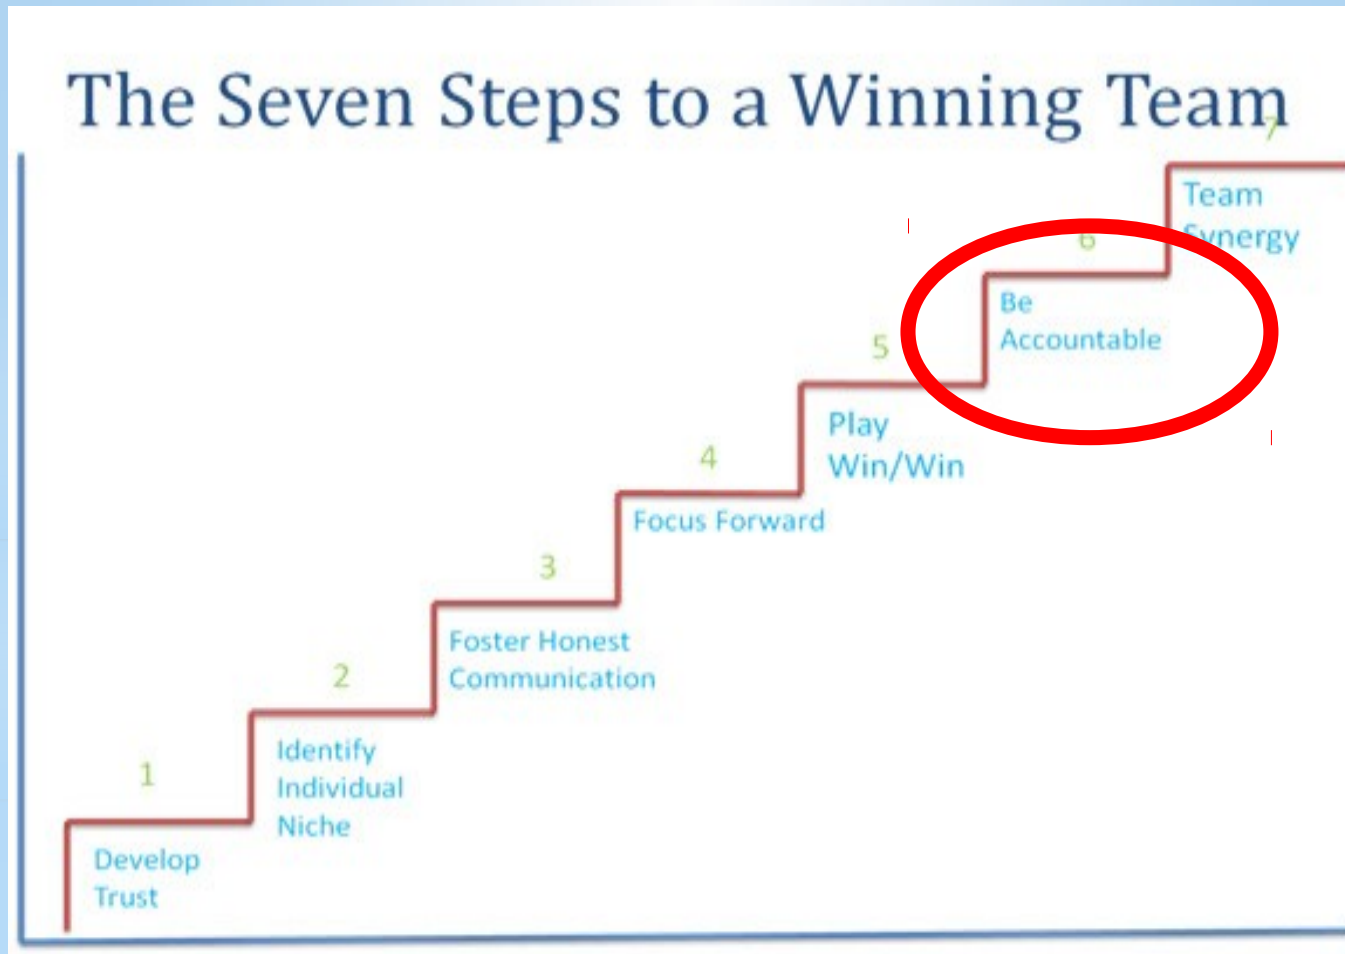 The Seven Steps to a Winning Team
7
Team
Synergy
6
Be
Accountable
5
Play
Win/Win
4
Focus Forward
3
Foster Honest
Communication
2
Identify
Individual
Niche
1
Develop
Trust